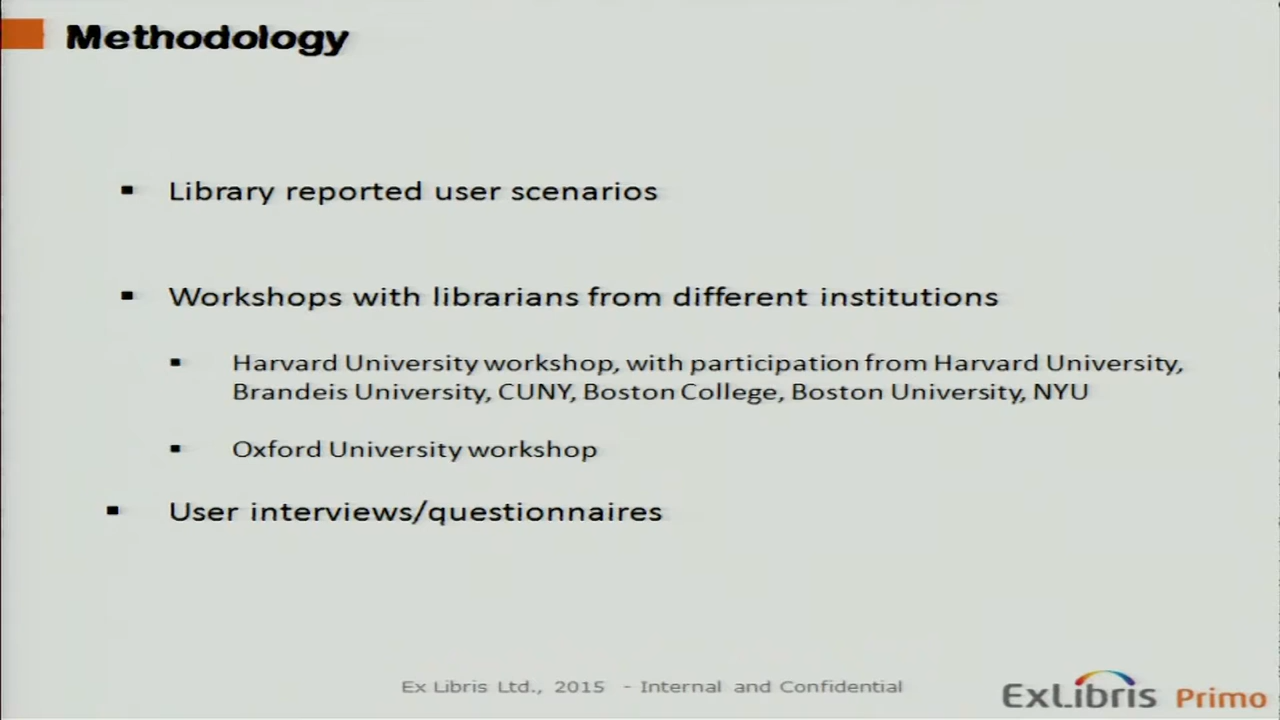 Methodology
Library reported user scenarios
Workshops with librarians from different institutions
Harvard University workshop, with participation from Harvard University,
Brandeis University, CUNY, Boston College, Boston University, NYU
Oxford University workshop
User interviews/questionnaires
Ex Libris Ltd., 2015 - Internal and Confidential
ExLibris Primo